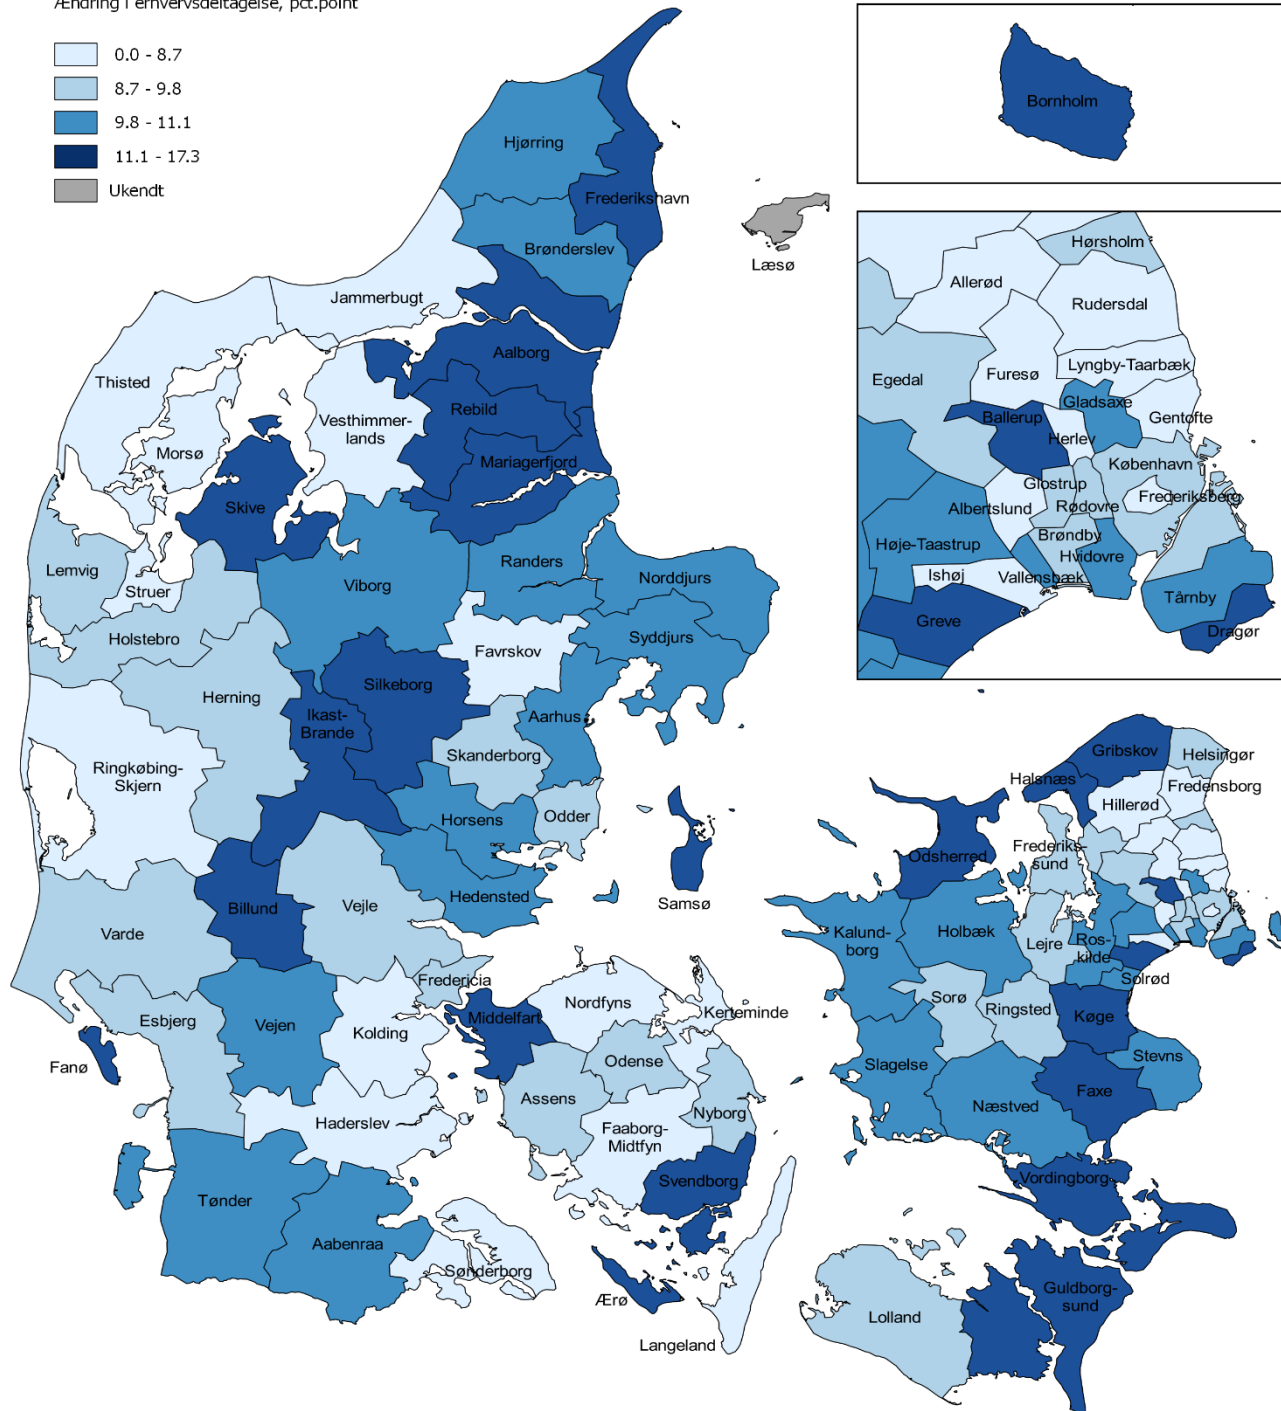 Ændring i erhvervsdeltagelse, pct.point
0.0 - 8.7
8.7 - 9.8
9.8 - 11.1
11.1 - 17.3
Ukendt
Bornholm
Hjørring
Frederikshavn
Brønderslev
Læsø
Jammerbugt
Aalborg
Thisted
Rebild
Vesthimmer-
lands
Morsø
Mariagerfjord
Skive
Lemvig
Struer
Viborg
Randers
Norddjurs
Holstebro
Syddjurs
Favrskov
Herning
Silkeborg
Ikast-
Brande
Aarhus
Skanderborg
Ringkøbing-
Skjern
Horsens
Odder
Hedensted
Samsø
Billund
Vejle
Varde
Fredericia
Esbjerg
Vejen
Kolding
Middelfart
Nordfyns
Kerteminde
Fanø
Odense
Assens
Nyborg
Haderslev
Faaborg-
Midtfyn
Svendborg
Tønder
Aabenraa
Sønderborg
Ærø
Langeland
Hørsholm
Allerød
Rudersdal
Egedal
Furesø
Lyngby-Taarbæk
Gladsaxe
Ballerup
Gentofte
Herlev
København
Glostrup
Frederiksberg
Albertslund
Rødovre
Brøndby
Høje-Taastrup
Hvidovre
Ishøj
Vallensbæk
Tårnby
Greve
Dragør
Gribskov
Helsingør
Halsnæs
Fredensborg
Hillerød
Frederiks-
sund
Odsherred
Kalund-
borg
Holbæk
Lejre
Ros-
kilde
Solrød
Sorø
Ringsted
Køge
Stevns
Slagelse
Faxe
Næstved
Vordingborg
Guldborg-
sund
Lolland